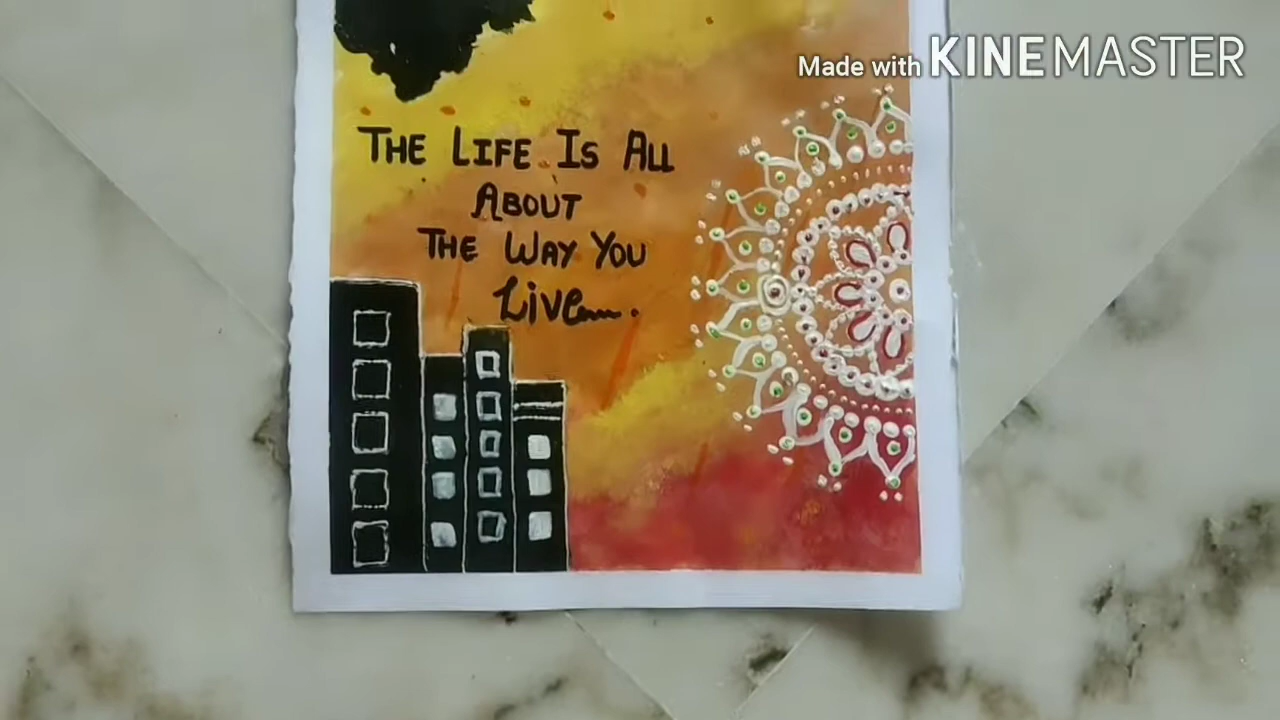 Made with KINEMASTER
THE LIFE IS ALL
ABOUT
THE WAY YOU
Live....